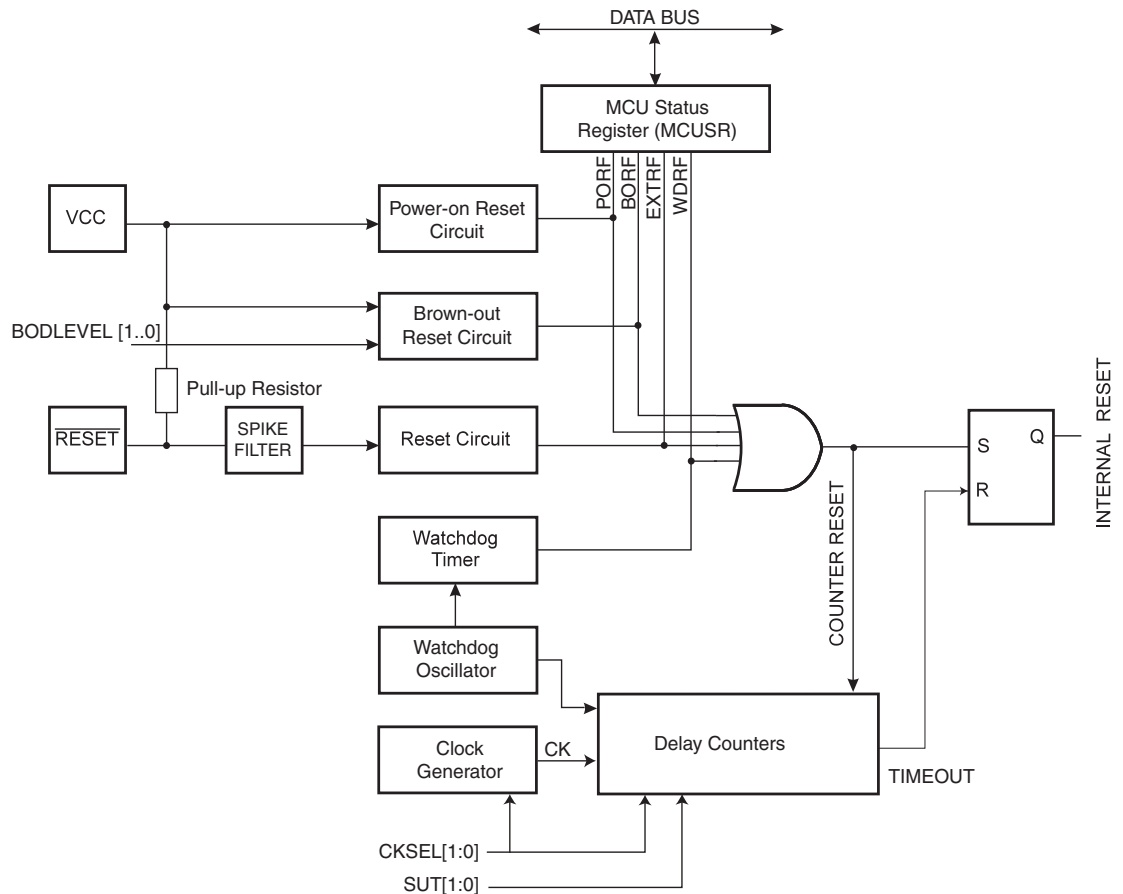 DATA BUS
MCU Status
Register (MCUSR)
PORF
BORF
EXTRF
WDRF
VCC
Power-on Reset
Circuit
BODLEVEL [1..0]
Brown-out
Reset Circuit
Pull-up Resistor
RESET
SPIKE
FILTER
Reset Circuit
S
Q
R
INTERNAL RESET
COUNTER RESET
Watchdog
Timer
Watchdog
Oscillator
Clock
Generator
CK
Delay Counters
TIMEOUT
CKSEL[1:0]
SUT[1:0]